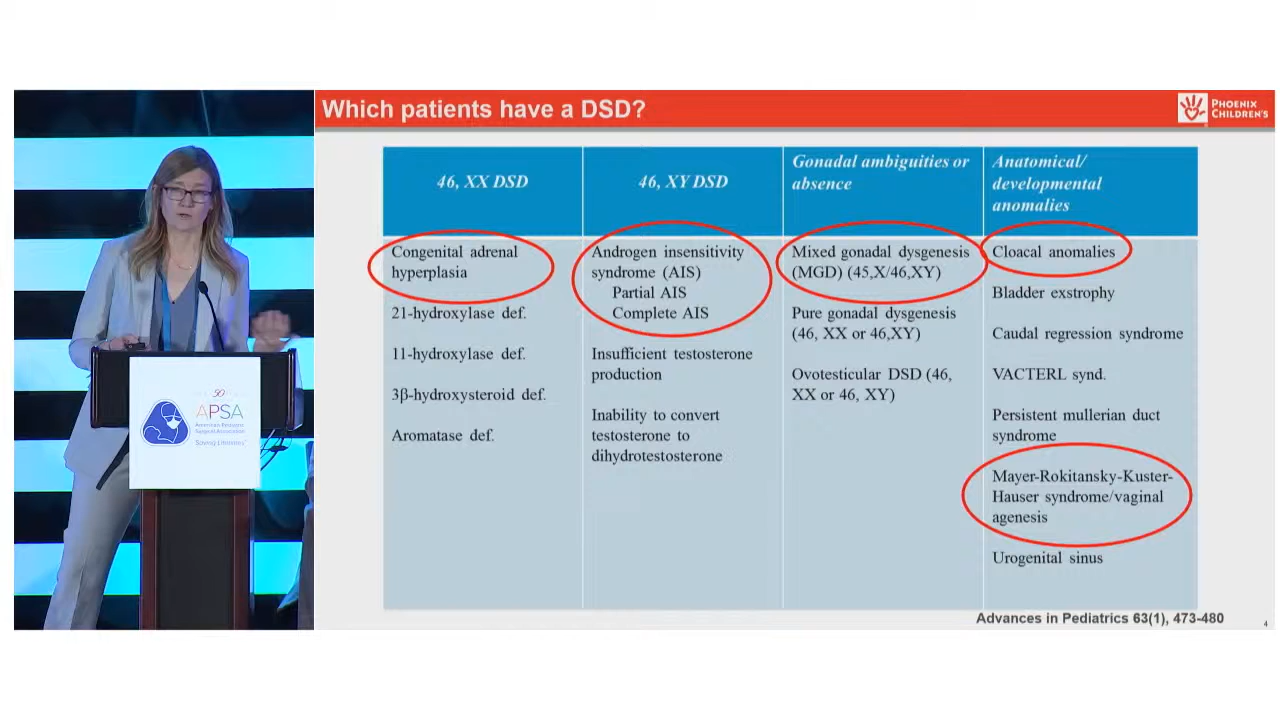 Which patients have a DSD?
PHOENIX
CHILDREN'S
46, XX DSD
46, XY DSD
Gonadal ambiguities or
absence
Anatomical/
developmental
anomalies
Congenital adrenal
hyperplasia
21-hydroxylase def.
11-hydroxylase def.
3β-hydroxysteroid def.
Aromatase def.
Androgen insensitivity
syndrome (AIS)
Partial AIS
Complete AIS
Insufficient testosterone
production
Inability to convert
testosterone to
dihydrotestosterone
Mixed gonadal dysgenesis
(MGD) (45,X/46,XY)
Pure gonadal dysgenesis
(46, XX or 46,XY)
Ovotesticular DSD (46,
XX or 46, XY)
Cloacal anomalies
Bladder exstrophy
Caudal regression syndrome
VACTERL synd.
Persistent mullerian duct
syndrome
Mayer-Rokitansky-Kuster-
Hauser syndrome/vaginal
agenesis
Urogenital sinus
Advances in Pediatrics 63(1), 473-480
4
50
APSA
American Pediatric
Surgical Association